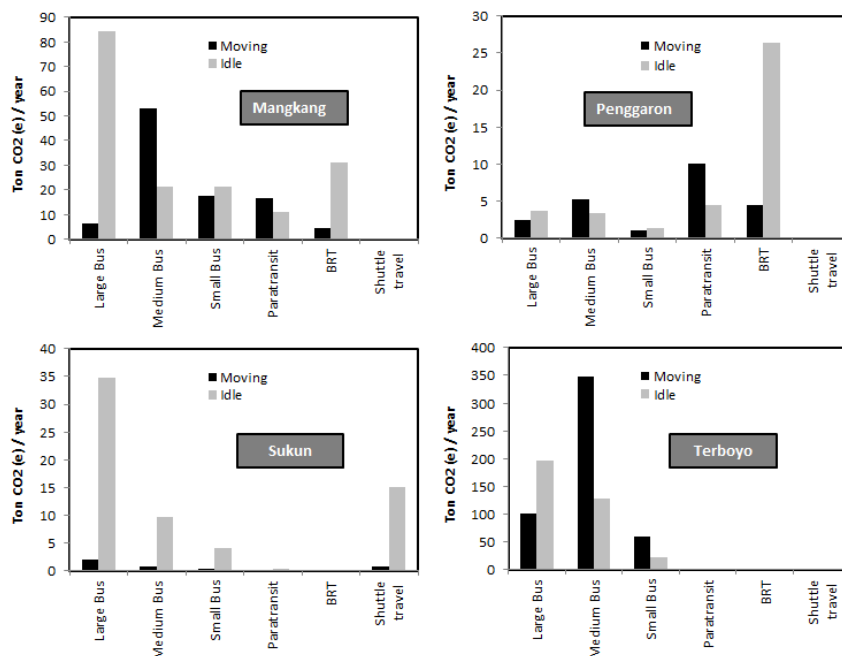 90
80
70
60
50
40
30
20
10
0
Ton CO2 (e) / year
Moving
Idle
Mangkang
Large Bus
Medium Bus
Small Bus
Paratransit
BRT
Shuttle
travel
30
25
20
15
10
5
0
Ton CO2 (e) / year
Moving
Idle
Penggaron
Large Bus
Medium Bus
Small Bus
Paratransit
BRT
Shuttle
travel
40
35
30
25
20
15
10
5
0
Ton CO2 (e) / year
Moving
Idle
Sukun
Large Bus
Medium Bus
Small Bus
Paratransit
BRT
Shuttle
travel
400
350
300
250
200
150
100
50
0
Ton CO2 (e) / year
Moving
Idle
Terboyo
Large Bus
Medium Bus
Small Bus
Paratransit
BRT
Shuttle
travel